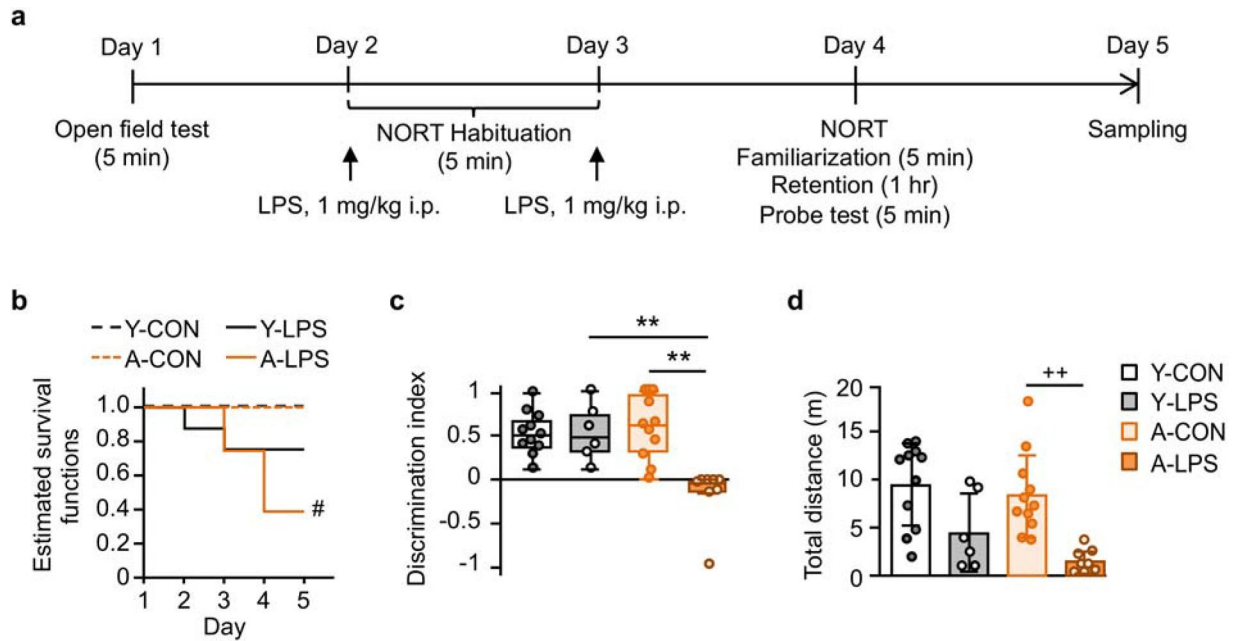 a
Day 1 Day 2 Day 3 Day 4 Day 5
Open field test
(5 min)
NORT Habituation
(5 min)
NORT
Familiarization (5 min)
Retention (1 hr)
Probe test (5 min)
Sampling
LPS, 1 mg/kg i.p. LPS, 1 mg/kg i.p.
b
Y-CON Y-LPS
A-CON A-LPS
Estimated survival
functions
1.0
0.8
0.6
0.4
0.2
0
#
1 2 3 4 5
Day
c
Discrimination index
1
0.5
0
-0.5
-1
**
**
d
Total distance (m)
20
15
10
5
0
++
Y-CON
Y-LPS
A-CON
A-LPS